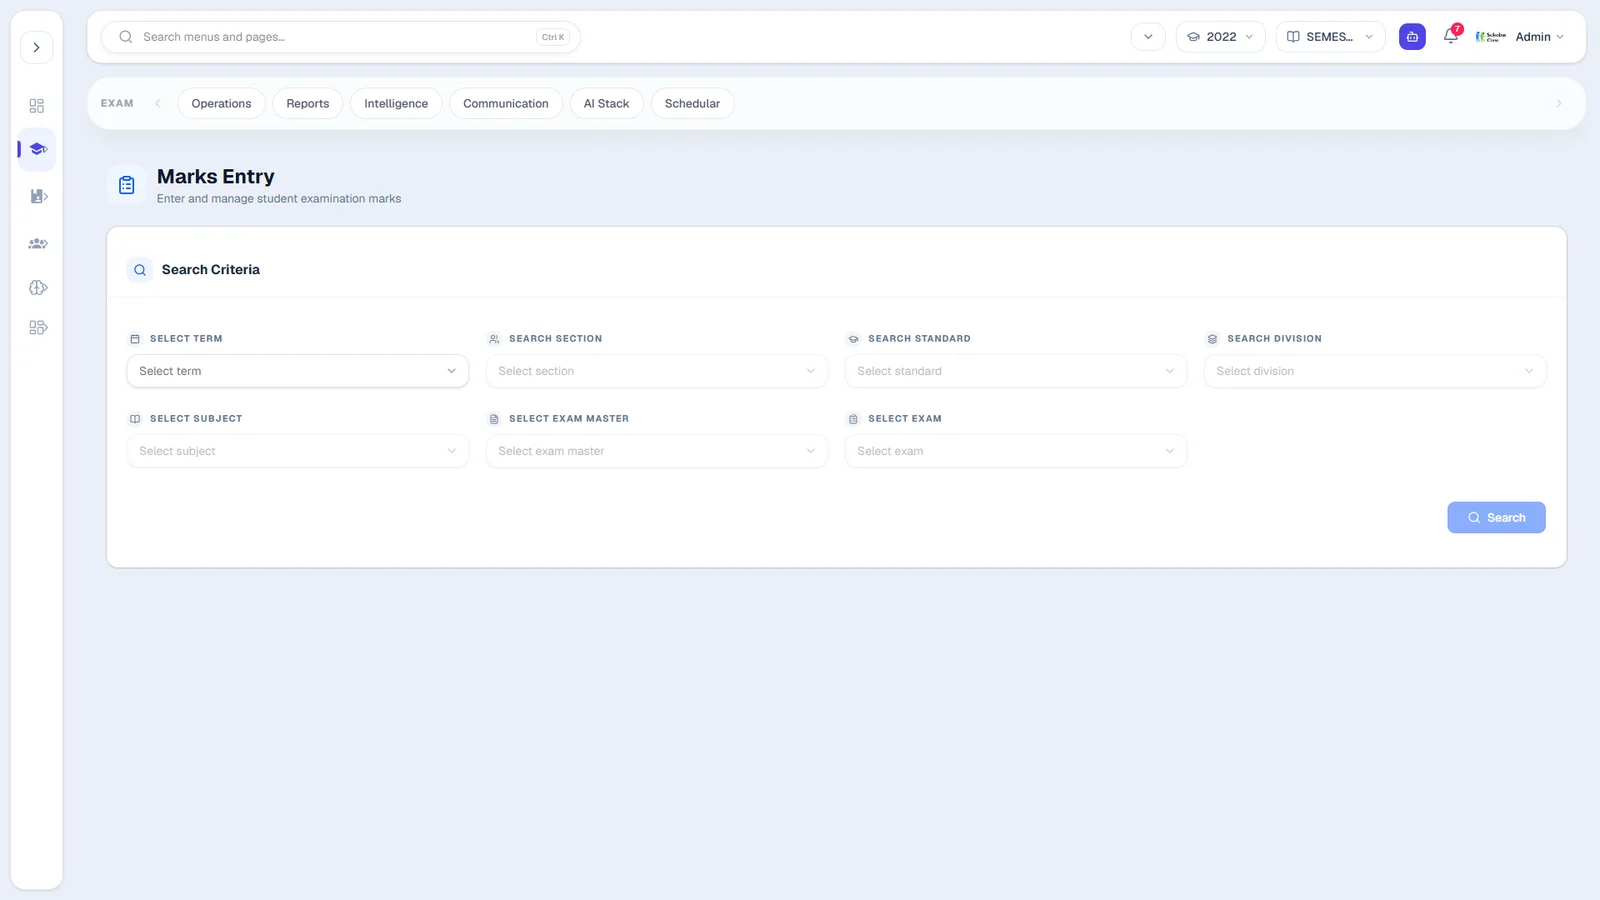 Search menus and pages...
Ctrl K
2022
SEMES...
7
Scholar Clone
Admin
EXAM
Operations
Reports
Intelligence
Communication
AI Stack
Schedular
Marks Entry
Enter and manage student examination marks
Search Criteria
SELECT TERM
SEARCH SECTION
SEARCH STANDARD
SEARCH DIVISION
Select term
Select section
Select standard
Select division
SELECT SUBJECT
SELECT EXAM MASTER
SELECT EXAM
Select subject
Select exam master
Select exam
Search